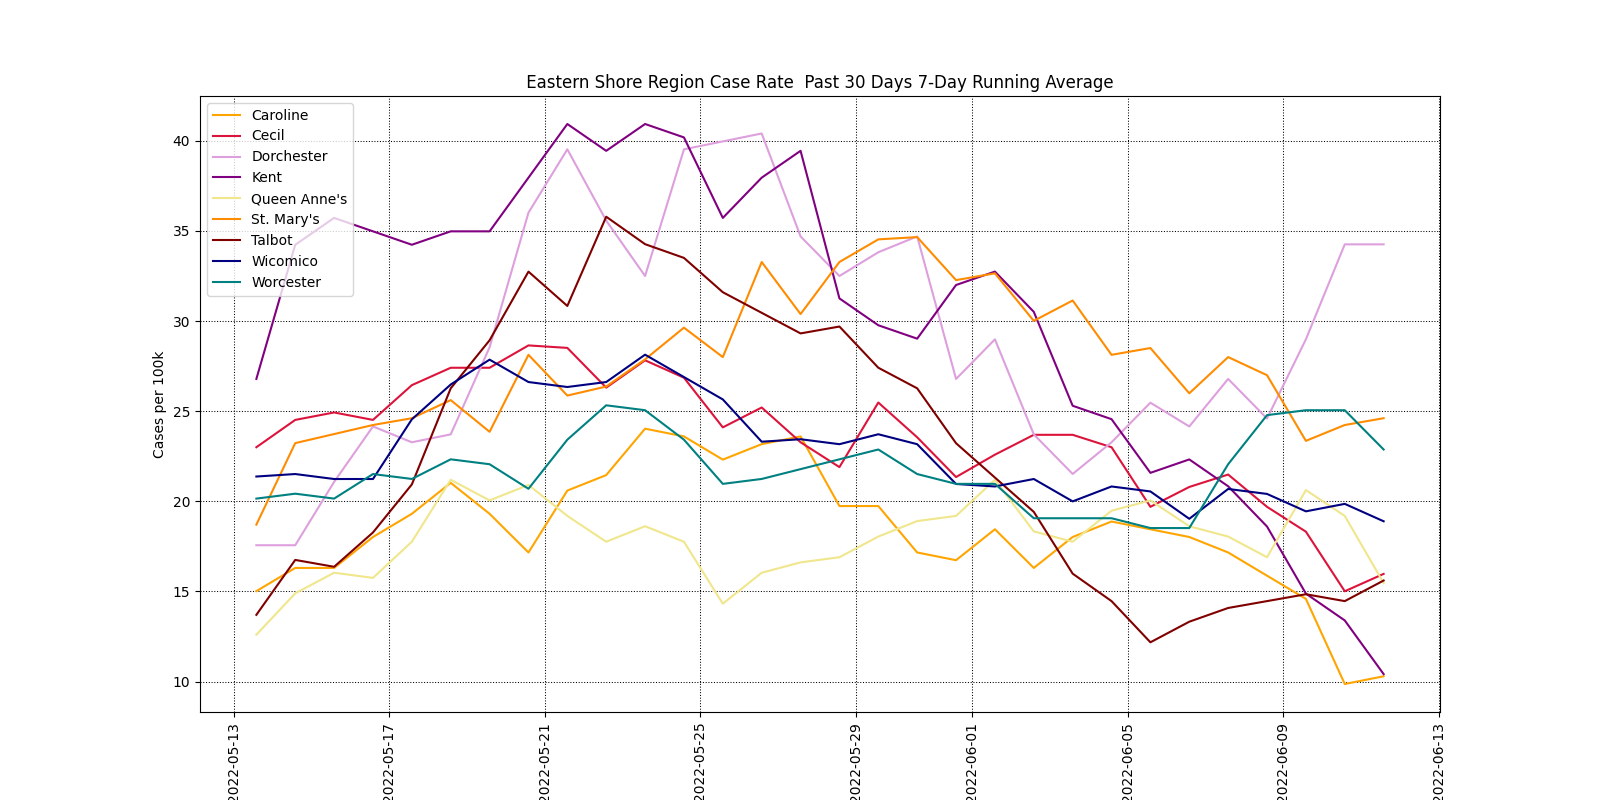 Eastern Shore Region Case Rate  Past 30 Days 7-Day Running Average
Caroline
Cecil
Dorchester
Kent
Queen Anne's
St. Mary's
Talbot
Wicomico
Worcester
Cases per 100k
40
35
30
25
20
15
10
2022-05-13
2022-05-17
2022-05-21
2022-05-25
2022-05-29
2022-06-01
2022-06-05
2022-06-09
2022-06-13